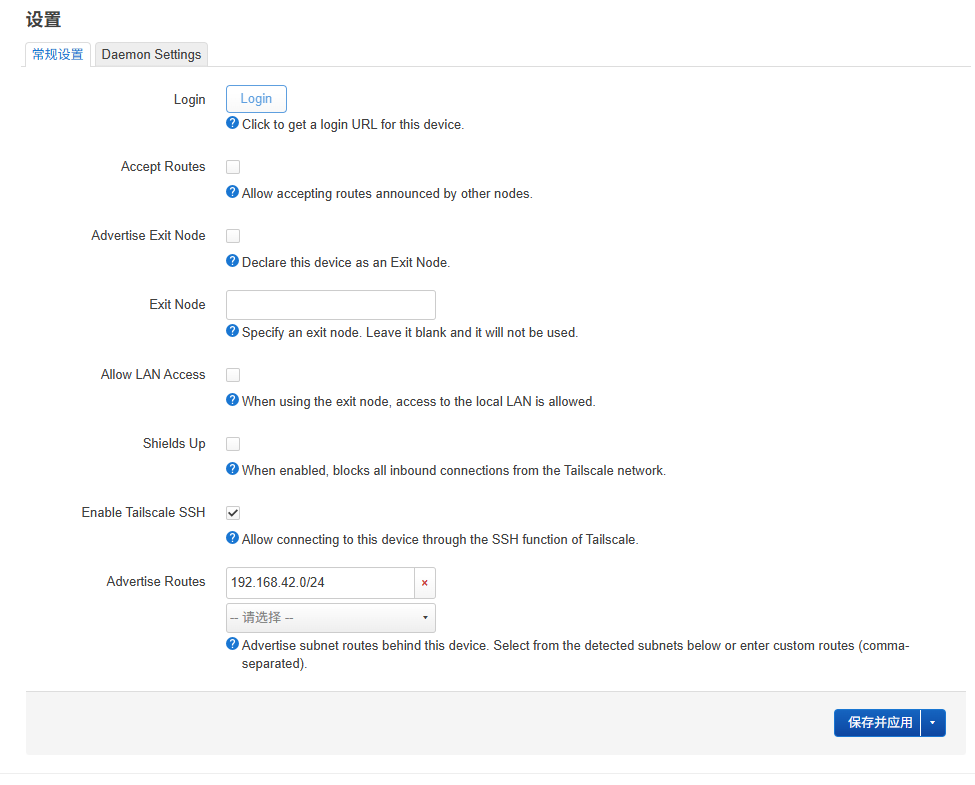 设置
常规设置 Daemon Settings
Login Login
Click to get a login URL for this device.
Accept Routes
Allow accepting routes announced by other nodes.
Advertise Exit Node
Declare this device as an Exit Node.
Exit Node
Specify an exit node. Leave it blank and it will not be used.
Allow LAN Access
When using the exit node, access to the local LAN is allowed.
Shields Up
When enabled, blocks all inbound connections from the Tailscale network.
Enable Tailscale SSH
Allow connecting to this device through the SSH function of Tailscale.
Advertise Routes 192.168.42.0/24 ×
-- 请选择 --
Advertise subnet routes behind this device. Select from the detected subnets below or enter custom routes (comma-
separated).
保存并应用